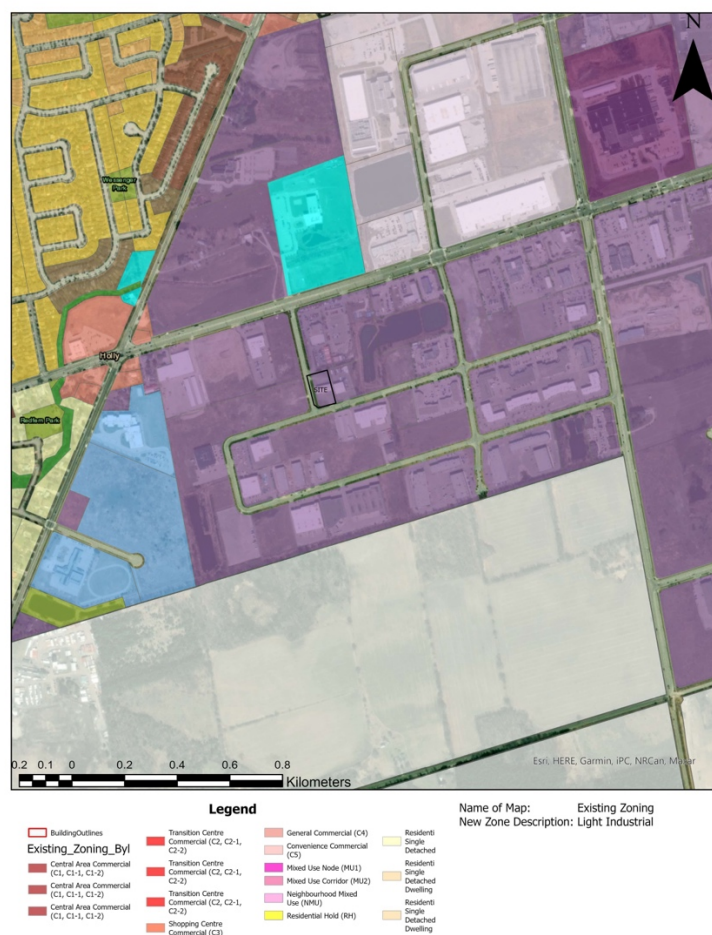 N
Wessenger
Park
Holly
SITE
Redfern Park
Esri, HERE, Garmin, iPC, NRCan, Maxar
0.2 0.1 0 0.2 0.4 0.6 0.8
Kilometers
Legend
BuildingOutlines
Existing_Zoning_Byl
Central Area Commercial
(C1, C1-1, C1-2)
Central Area Commercial
(C1, C1-1, C1-2)
Central Area Commercial
(C1, C1-1, C1-2)
Transition Centre
Commercial (C2, C2-1,
C2-2)
Transition Centre
Commercial (C2, C2-1,
C2-2)
Transition Centre
Commercial (C2, C2-1,
C2-2)
Shopping Centre
Commercial (C3)
General Commercial (C4)
Convenience Commercial
(C5)
Mixed Use Node (MU1)
Mixed Use Corridor (MU2)
Neighbourhood Mixed
Use (NMU)
Residential Hold (RH)
Residenti
Single
Detached
Residenti
Single
Detached
Dwelling
Residenti
Single
Detached
Dwelling
Name of Map: Existing Zoning
New Zone Description: Light Industrial